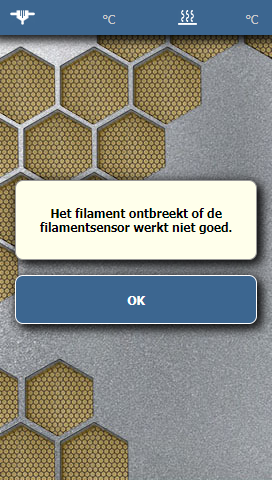 °C °C
Het filament ontbreekt of de
filamentsensor werkt niet goed.
OK